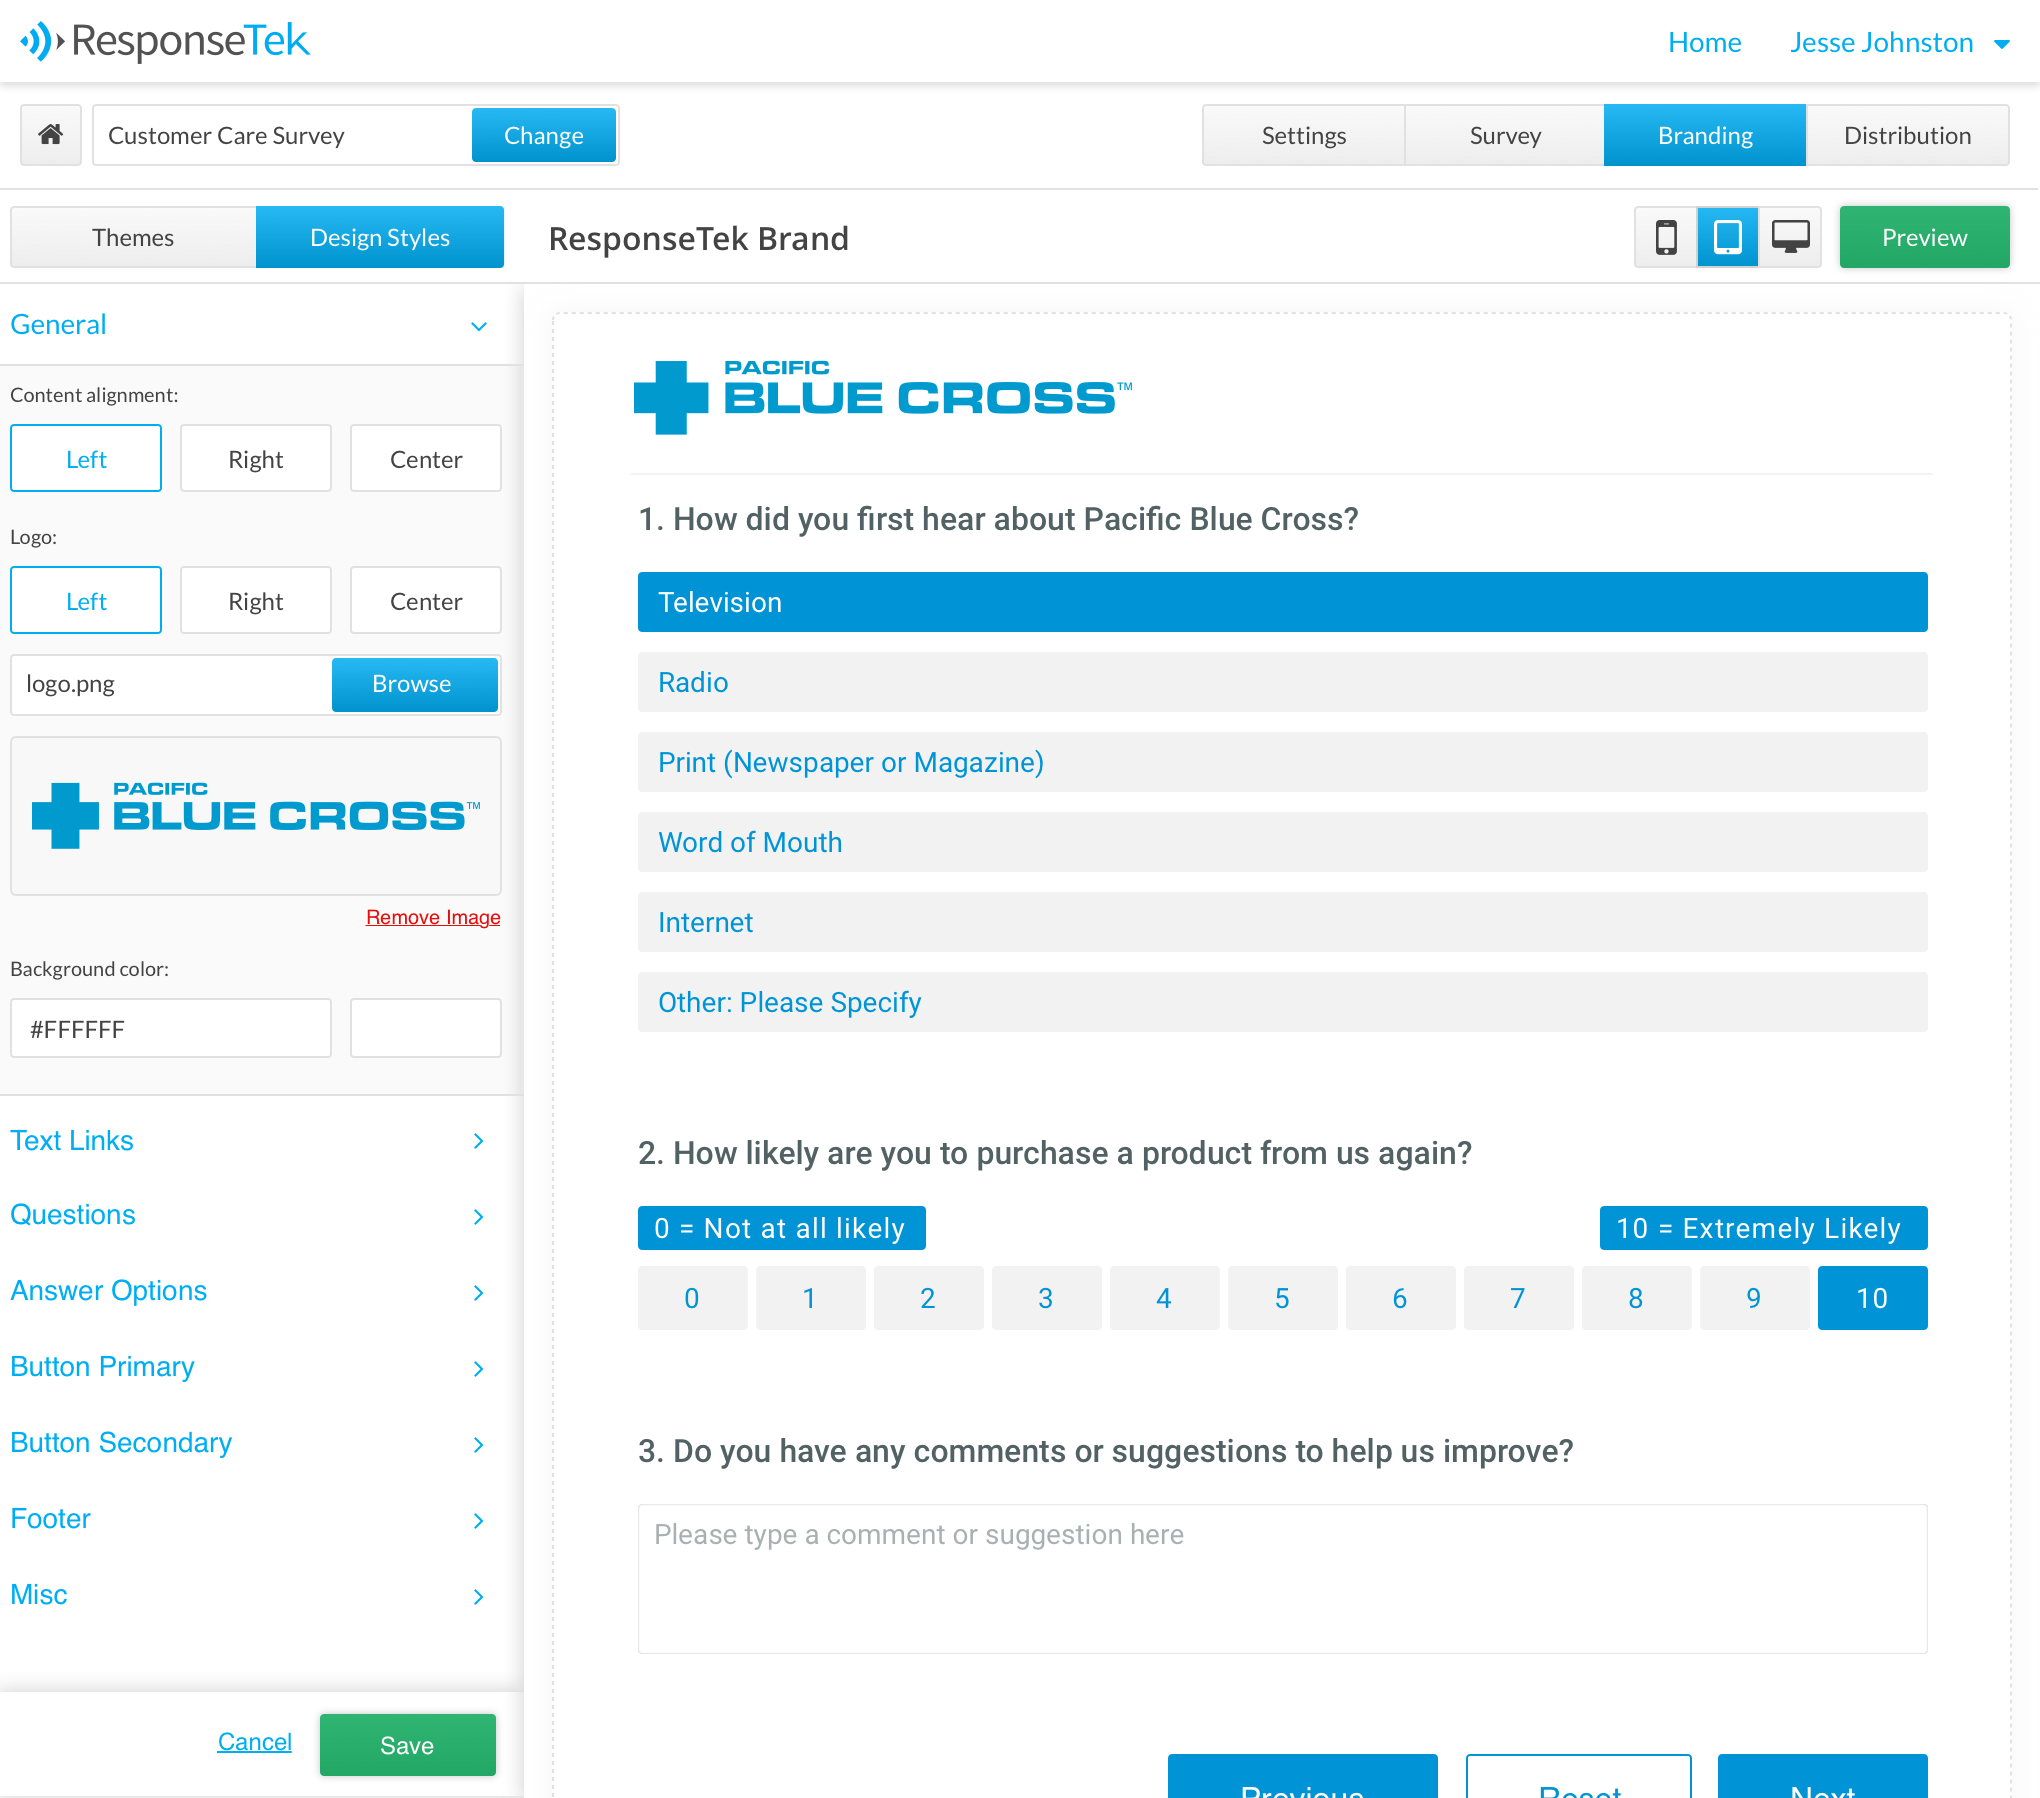 ResponseTek
Home
Jesse Johnston
Customer Care Survey
Change
Settings
Survey
Branding
Distribution
Themes
Design Styles
ResponseTek Brand
Preview
General
Content alignment:
Left
Right
Center
Logo:
Left
Right
Center
logo.png
Browse
PACIFIC
BLUE CROSS™
Remove Image
Background color:
#FFFFFF
Text Links
Questions
Answer Options
Button Primary
Button Secondary
Footer
Misc
Cancel
Save
PACIFIC
BLUE CROSS™
1. How did you first hear about Pacific Blue Cross?
Television
Radio
Print (Newspaper or Magazine)
Word of Mouth
Internet
Other: Please Specify
2. How likely are you to purchase a product from us again?
0 = Not at all likely
10 = Extremely Likely
0 1 2 3 4 5 6 7 8 9 10
3. Do you have any comments or suggestions to help us improve?
Please type a comment or suggestion here
Previous
Reset
Next